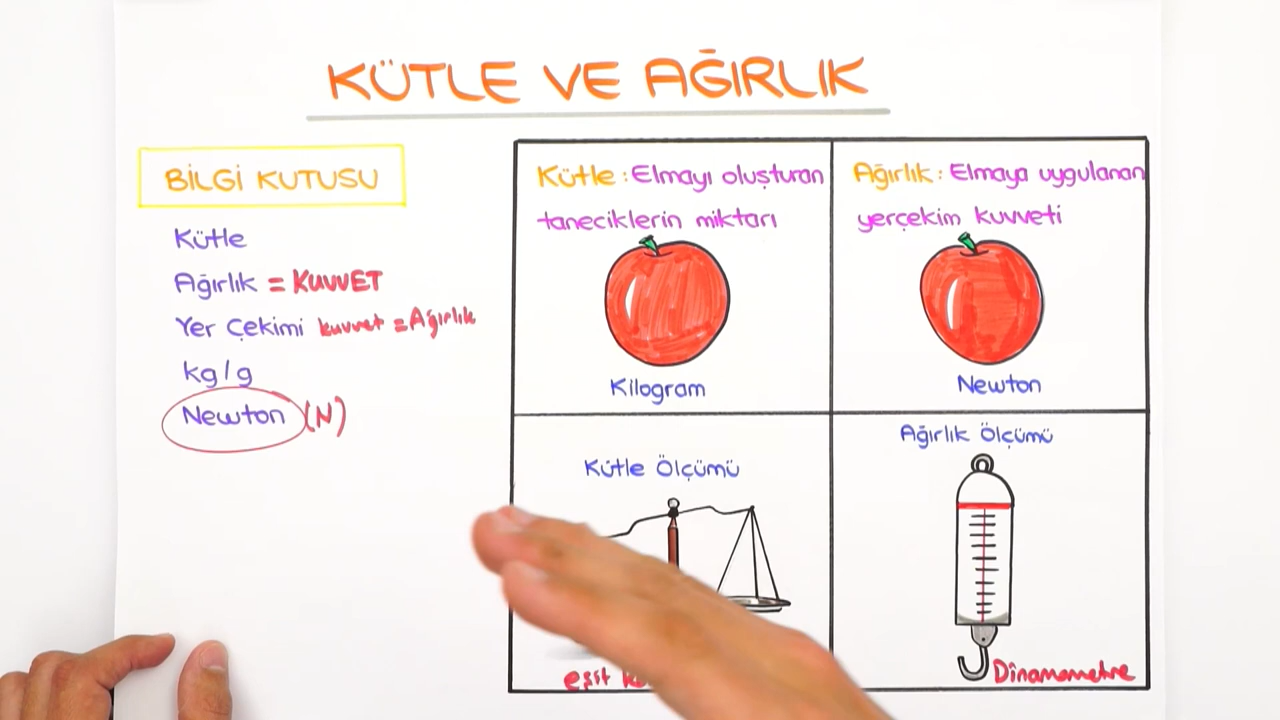 KÜTLE VE AĞIRLIK
BİLGİ KUTUSU
Kütle
Ağırlık = KUVVET
Yer Çekimi kuvvet = Ağırlık
kg/g
Newton (N)
Kütle : Elmayı oluşturan
taneciklerin miktarı
Kilogram
Ağırlık : Elmaya uygulanan
yerçekim kuvveti
Newton
Kütle Ölçümü
eşit
Ağırlık Ölçümü
Dinamometre